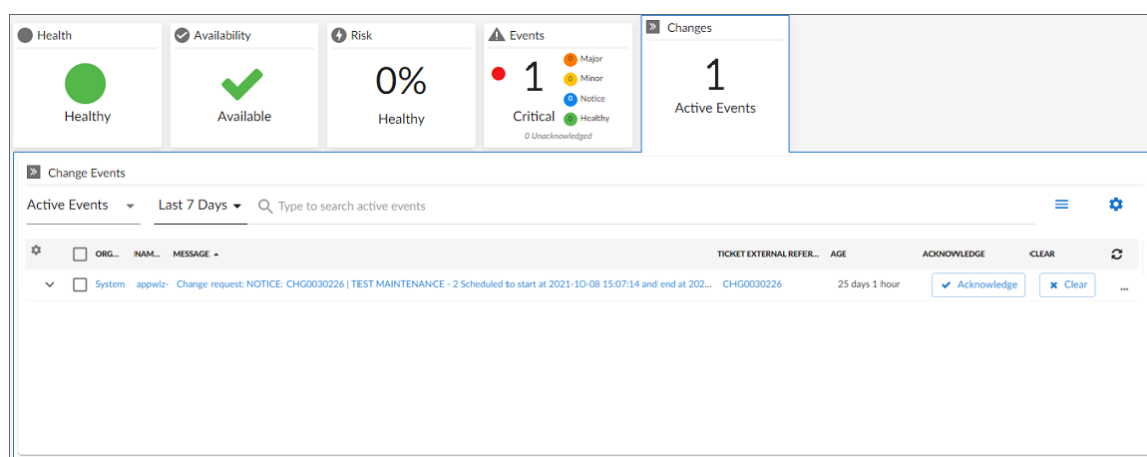 Health
Healthy
Availability
Available
Risk
0%
Healthy
Events
1
Critical
0 Major
0 Minor
0 Notice
0 Healthy
0 Unacknowledged
Changes
1
Active Events
Change Events
Active Events
Last 7 Days
Type to search active events
ORG... NAM... MESSAGE TICKET EXTERNAL REFER... AGE ACKNOWLEDGE CLEAR
System appwiz- Change request: NOTICE: CHG0030226 | TEST MAINTENANCE - 2 Scheduled to start at 2021-10-08 15:07:14 and end at 202... CHG0030226 25 days 1 hour Acknowledge Clear ...